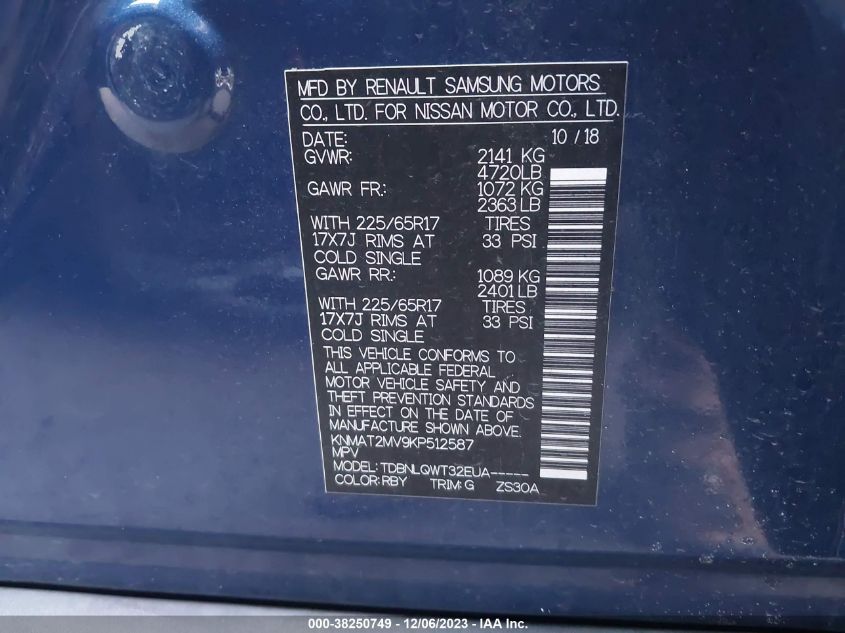 MFD BY RENAULT SAMSUNG MOTORS
CO., LTD. FOR NISSAN MOTOR CO., LTD.
DATE: 10 / 18
GVWR: 2141 KG
4720LB
GAWR FR.: 1072 KG
2363 LB
WITH 225/65R17 TIRES
17X7J RIMS AT 33 PSI
COLD SINGLE
GAWR RR.: 1089 KG
2401 LB
WITH 225/65R17 TIRES
17X7J RIMS AT 33 PSI
COLD SINGLE
THIS VEHICLE CONFORMS TO
ALL APPLICABLE FEDERAL
MOTOR VEHICLE SAFETY AND
THEFT PREVENTION STANDARDS
IN EFFECT ON THE DATE OF
MANUFACTURE SHOWN ABOVE.
KNMAT2MV9KP512587
MPV
MODEL: TDBNLQWT32EUA-----
COLOR: RBY TRIM: G ZS30A
000-38250749 - 12/06/2023 - IAA Inc.